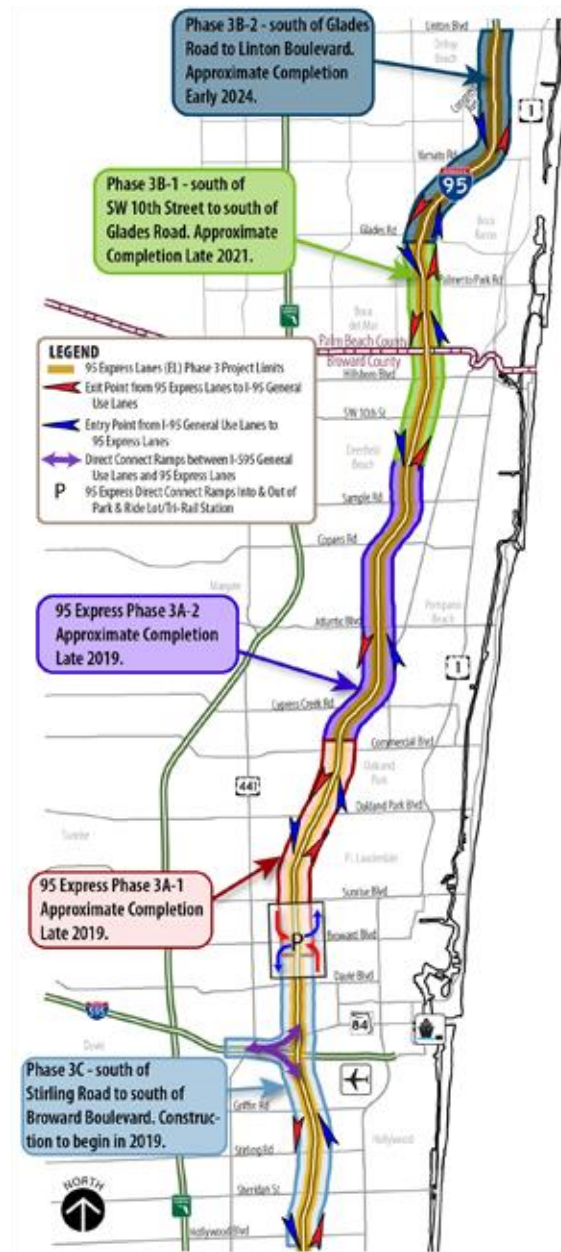 Linton Blvd
Delray
Beach
Phase 3B-2 - south of Glades
Road to Linton Boulevard.
Approximate Completion
Early 2024.
1
Yamato Rd
95
Phase 3B-1 - south of
SW 10th Street to south of
Glades Road. Approximate
Completion Late 2021.
Glades Rd
Boca
Raton
Palmetto Park Rd
Boca
del Mar
Palm Beach County
Broward County
Hillsboro Blvd
LEGEND
95 Express Lanes (EL) Phase 3 Project Limits
Exit Point from 95 Express Lanes to I-95 General
Use Lanes
Entry Point from I-95 General Use Lanes to
95 Express Lanes
Direct Connect Ramps between I-595 General
Use Lanes and 95 Express Lanes
P
95 Express Direct Connect Ramps Into & Out of
Park & Ride Lot/Tri-Rail Station
SW 10th St
Deerfield
Beach
Sample Rd
Copans Rd
Margate
95 Express Phase 3A-2
Approximate Completion
Late 2019.
Atlantic Blvd
Pompano
Beach
1
Cypress Creek Rd
Commercial Blvd
Oakland
Park
441
Oakland Park Blvd
Sunrise
Ft. Lauderdale
95 Express Phase 3A-1
Approximate Completion
Late 2019.
Sunrise Blvd
P
Broward Blvd
Davie Blvd
595
84
Davie
Phase 3C - south of
Stirling Road to south of
Broward Boulevard. Construc-
tion to begin in 2019.
Griffin Rd
Hollywood
Stirling Rd
Sheridan St
NORTH
Hollywood Blvd